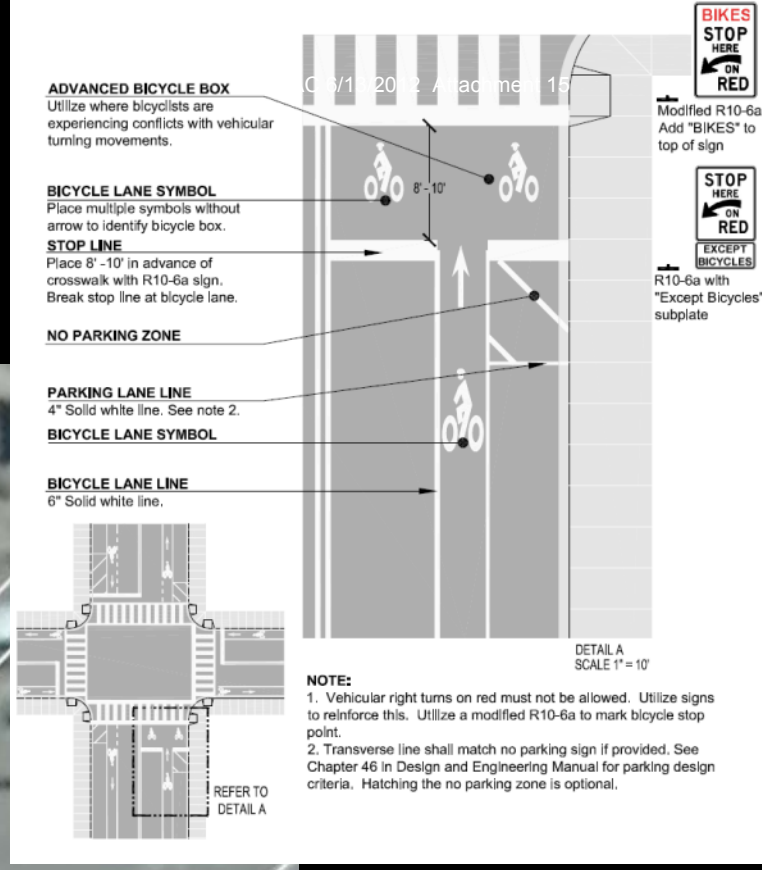 AC 6/13/2012 Attachment 15
BIKES
STOP
HERE
ON
RED
Modified R10-6a
Add "BIKES" to
top of sign
STOP
HERE
ON
RED
EXCEPT
BICYCLES
R10-6a with
"Except Bicycles"
subplate
ADVANCED BICYCLE BOX
Utilize where bicyclists are
experiencing conflicts with vehicular
turning movements.
BICYCLE LANE SYMBOL
Place multiple symbols without
arrow to identify bicycle box.
STOP LINE
Place 8' -10' in advance of
crosswalk with R10-6a sign.
Break stop line at bicycle lane.
NO PARKING ZONE
PARKING LANE LINE
4" Solid white line. See note 2.
BICYCLE LANE SYMBOL
BICYCLE LANE LINE
6" Solid white line.
8' - 10'
DETAIL A
SCALE 1" = 10'
REFER TO
DETAIL A
NOTE:
1. Vehicular right turns on red must not be allowed. Utilize signs
to reinforce this. Utilize a modified R10-6a to mark bicycle stop
point.
2. Transverse line shall match no parking sign if provided. See
Chapter 46 in Design and Engineering Manual for parking design
criteria. Hatching the no parking zone is optional.